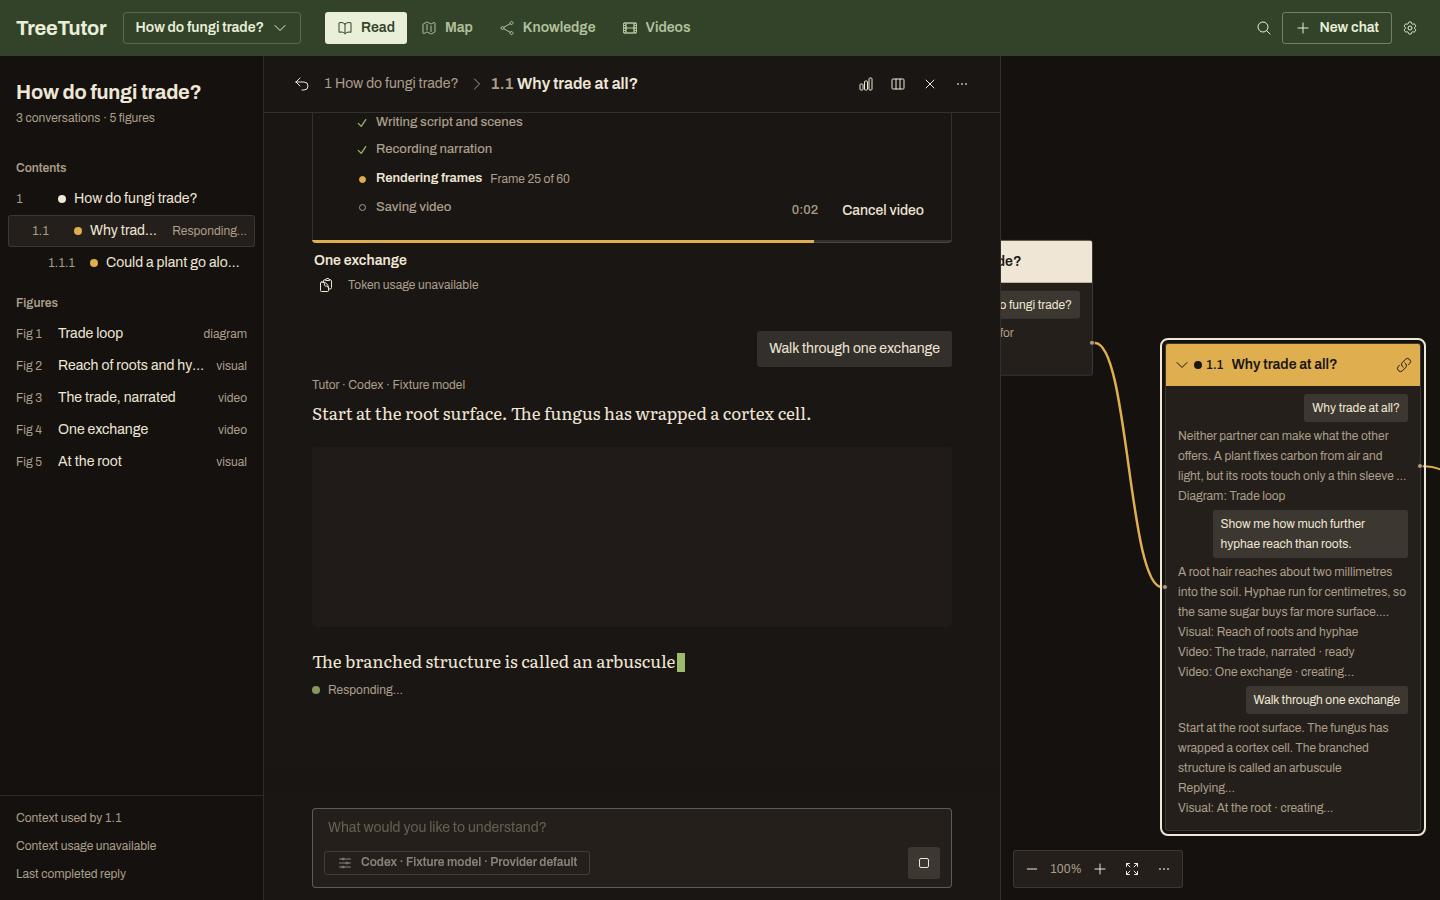 TreeTutor
How do fungi trade?
Read
Map
Knowledge
Videos
New chat
How do fungi trade?
3 conversations · 5 figures
Contents
1 How do fungi trade?
1.1 Why trad... Responding...
1.1.1 Could a plant go alo...
Figures
Fig 1 Trade loop diagram
Fig 2 Reach of roots and hy... visual
Fig 3 The trade, narrated video
Fig 4 One exchange video
Fig 5 At the root visual
Context used by 1.1
Context usage unavailable
Last completed reply
1 How do fungi trade? 1.1 Why trade at all?
Writing script and scenes
Recording narration
Rendering frames Frame 25 of 60
Saving video
0:02 Cancel video
One exchange
Token usage unavailable
Walk through one exchange
Tutor · Codex · Fixture model
Start at the root surface. The fungus has wrapped a cortex cell.
The branched structure is called an arbuscule
Responding...
What would you like to understand?
Codex · Fixture model · Provider default
de?
o fungi trade?
for
1.1 Why trade at all?
Why trade at all?
Neither partner can make what the other
offers. A plant fixes carbon from air and
light, but its roots touch only a thin sleeve ...
Diagram: Trade loop
Show me how much further
hyphae reach than roots.
A root hair reaches about two millimetres
into the soil. Hyphae run for centimetres, so
the same sugar buys far more surface....
Visual: Reach of roots and hyphae
Video: The trade, narrated · ready
Video: One exchange · creating...
Walk through one exchange
Start at the root surface. The fungus has
wrapped a cortex cell. The branched
structure is called an arbuscule
Replying...
Visual: At the root · creating...
100%